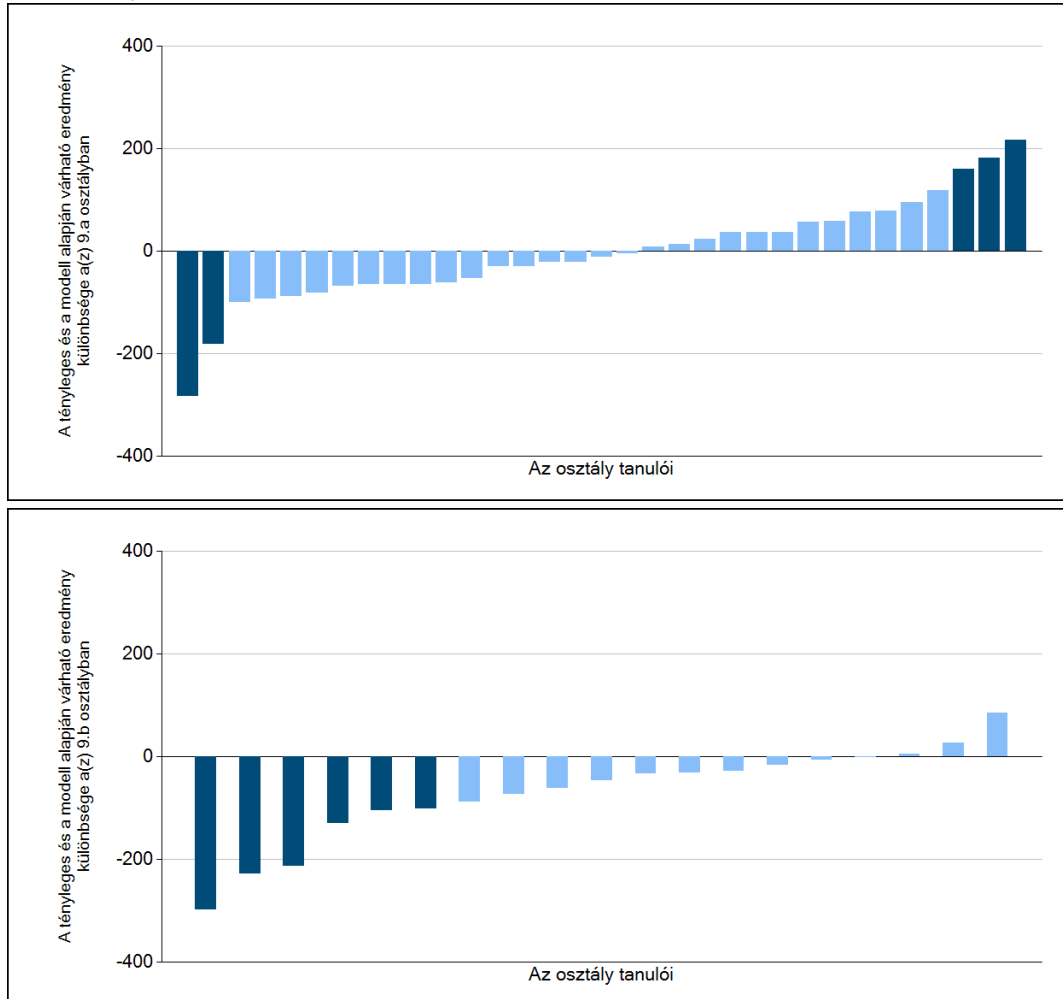 400
200
0
-200
-400
A tényleges és a modell alapján várható eredmény
különbsége a(z) 9.a osztályban
Az osztály tanulói
400
200
0
-200
-400
A tényleges és a modell alapján várható eredmény
különbsége a(z) 9.b osztályban
Az osztály tanulói